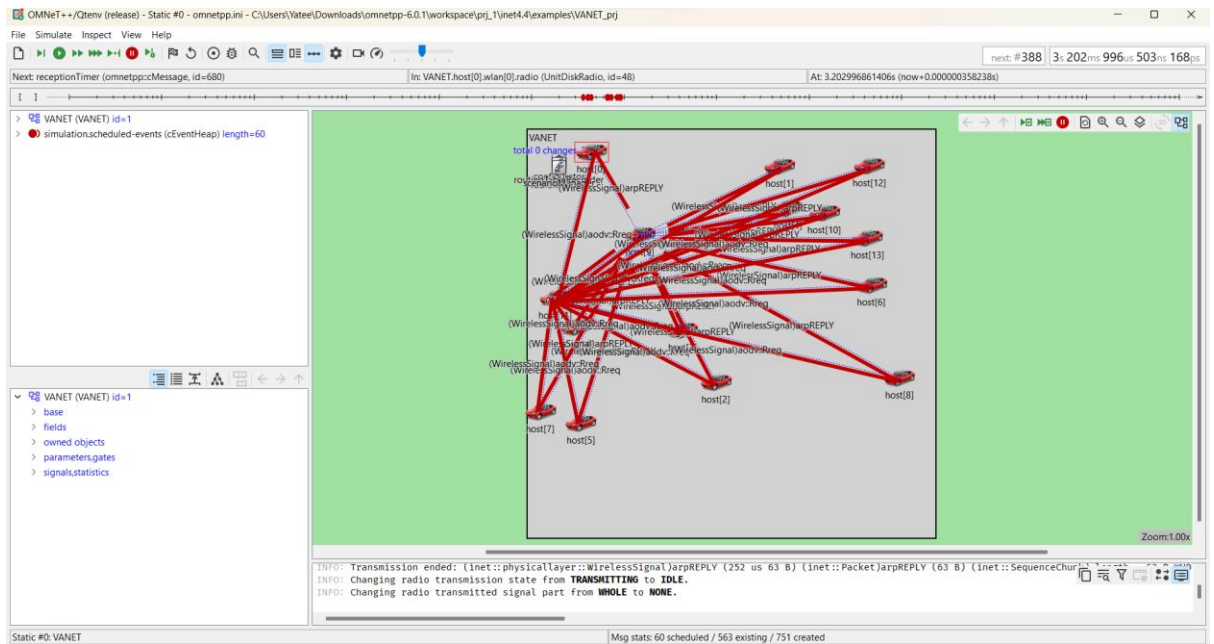 OMNeT++/Qtenv (release) - Static #0 - omnetpp.ini - C:\Users\Yatee\Downloads\omnetpp-6.0.1\workspace\prj_1\inet4.4\examples\VANET_prj
File Simulate Inspect View Help
next: #388 3s 202ms 996us 503ns 168ps
Next: receptionTimer (omnetpp::cMessage, id=680) In: VANET.host[0].wlan[0].radio (UnitDiskRadio, id=48) At: 3.202996861406s (now+0.000000358238s)
VANET (VANET) id=1
simulation.scheduled-events (cEventHeap) length=60
VANET
total 0 changes
host[0]
host[1]
host[12]
(WirelessSignal)arpREPLY
(WirelessSignal)aodv::Rreq
host[10]
host[13]
host[6]
(WirelessSignal)arpREPLY
(WirelessSignal)aodv::Rreq
(WirelessSignal)aodv::Rreq
host[2]
host[8]
host[7]
host[5]
Zoom:1.00x
VANET (VANET) id=1
base
fields
owned objects
parameters,gates
signals,statistics
INFO: Transmission ended: (inet::physicallayer::WirelessSignal)arpREPLY (252 us 63 B) (inet::Packet)arpREPLY (63 B) (inet::SequenceChunk)
INFO: Changing radio transmission state from TRANSMITTING to IDLE.
INFO: Changing radio transmitted signal part from WHOLE to NONE.
Static #0: VANET Msg stats: 60 scheduled / 563 existing / 751 created